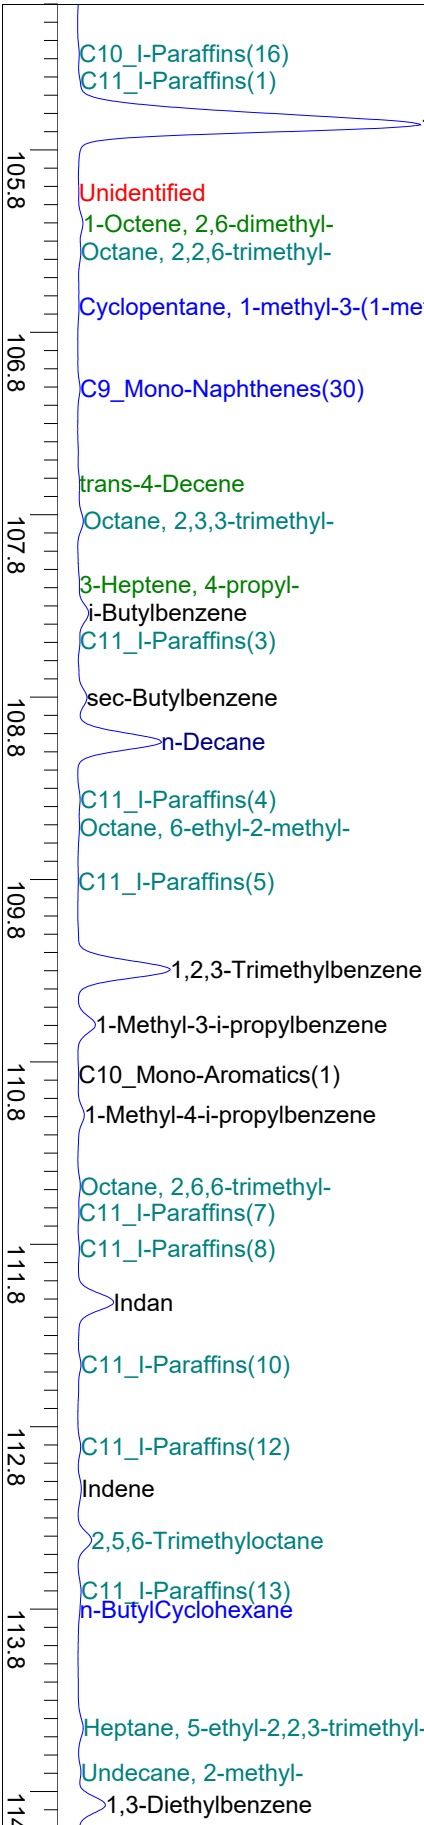 C10_I-Paraffins(16)
C11_I-Paraffins(1)
105.8
Unidentified
1-Octene, 2,6-dimethyl-
Octane, 2,2,6-trimethyl-
Cyclopentane, 1-methyl-3-(1-me
106.8
C9_Mono-Naphthenes(30)
trans-4-Decene
Octane, 2,3,3-trimethyl-
107.8
3-Heptene, 4-propyl-
i-Butylbenzene
C11_I-Paraffins(3)
sec-Butylbenzene
108.8
n-Decane
C11_I-Paraffins(4)
Octane, 6-ethyl-2-methyl-
C11_I-Paraffins(5)
109.8
1,2,3-Trimethylbenzene
1-Methyl-3-i-propylbenzene
C10_Mono-Aromatics(1)
110.8
1-Methyl-4-i-propylbenzene
Octane, 2,6,6-trimethyl-
C11_I-Paraffins(7)
C11_I-Paraffins(8)
111.8
Indan
C11_I-Paraffins(10)
C11_I-Paraffins(12)
112.8
Indene
2,5,6-Trimethyloctane
C11_I-Paraffins(13)
n-ButylCyclohexane
113.8
Heptane, 5-ethyl-2,2,3-trimethyl-
Undecane, 2-methyl-
1,3-Diethylbenzene